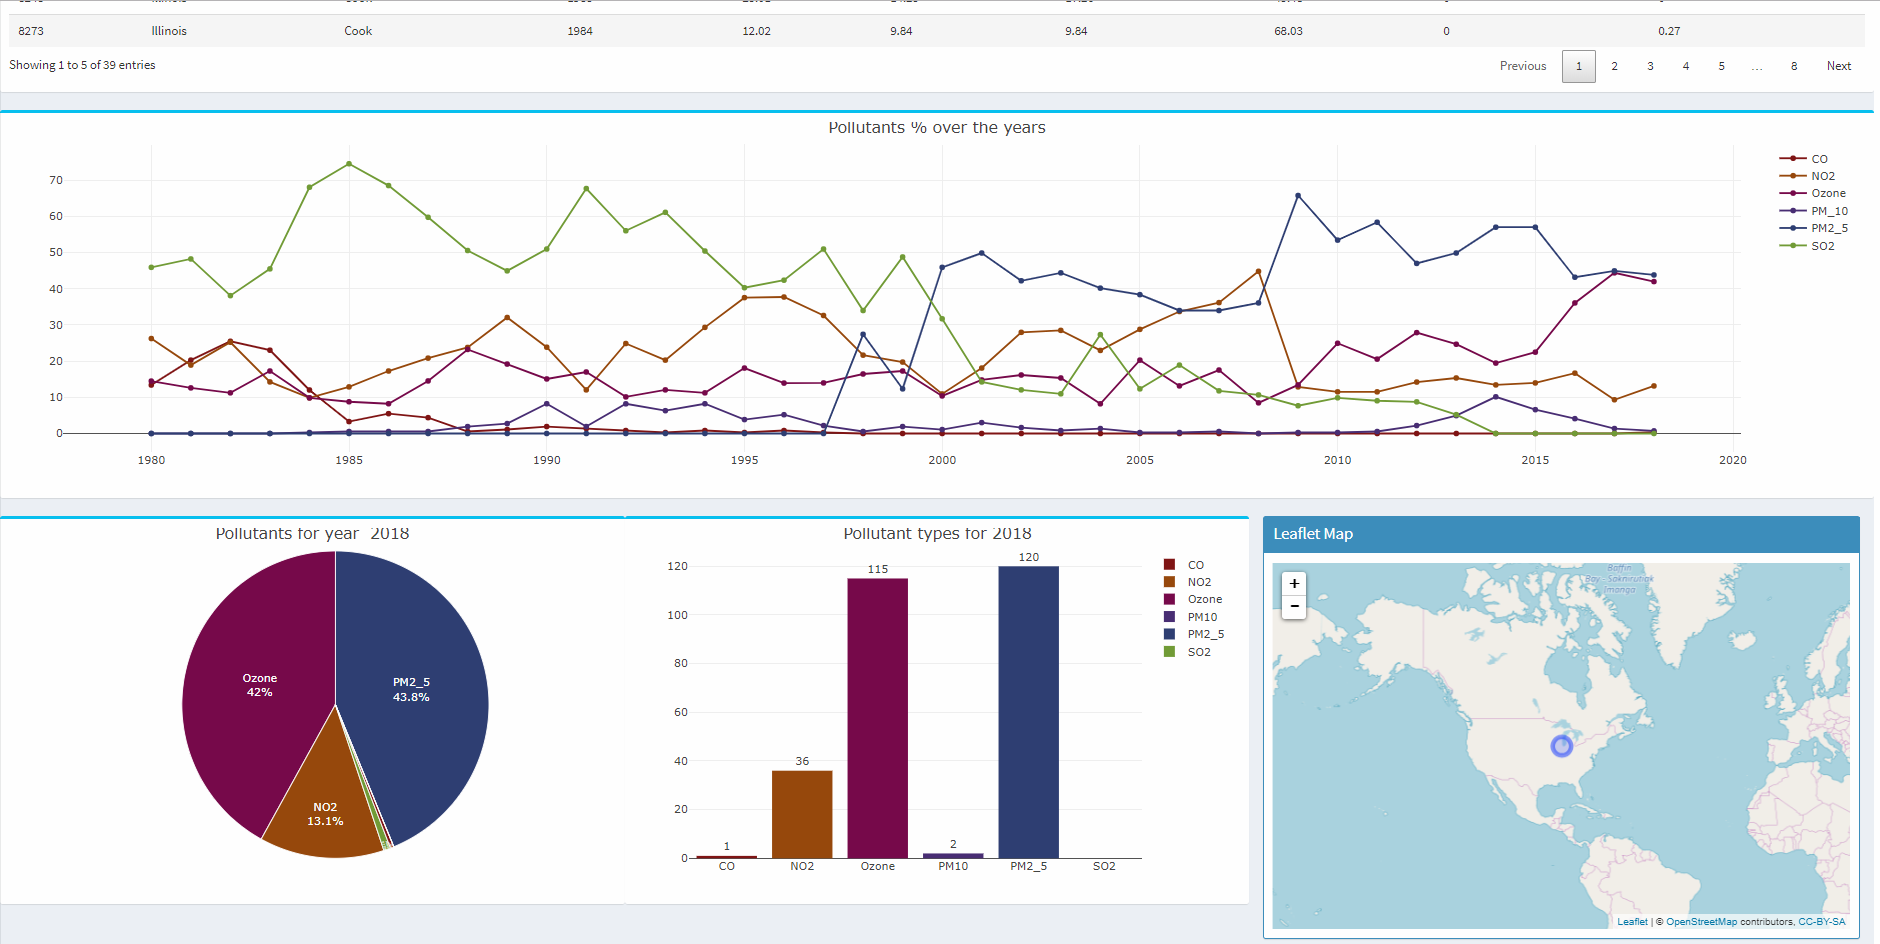 8273 Illinois Cook 1984 12.02 9.84 9.84 68.03 0 0.27
Showing 1 to 5 of 39 entries
Previous 1 2 3 4 5 ... 8 Next
Pollutants % over the years
70
60
50
40
30
20
10
0
1980 1985 1990 1995 2000 2005 2010 2015 2020
CO
NO2
Ozone
PM_10
PM2_5
SO2
Pollutants for year 2018
Ozone
42%
PM2_5
43.8%
NO2
13.1%
Pollutant types for 2018
120
100
80
60
40
20
0
1
36
115
2
120
CO NO2 Ozone PM10 PM2_5 SO2
CO
NO2
Ozone
PM10
PM2_5
SO2
Leaflet Map
+
-
Baffin
Bay - Saknirutiak
Imanga
Leaflet | © OpenStreetMap contributors, CC-BY-SA